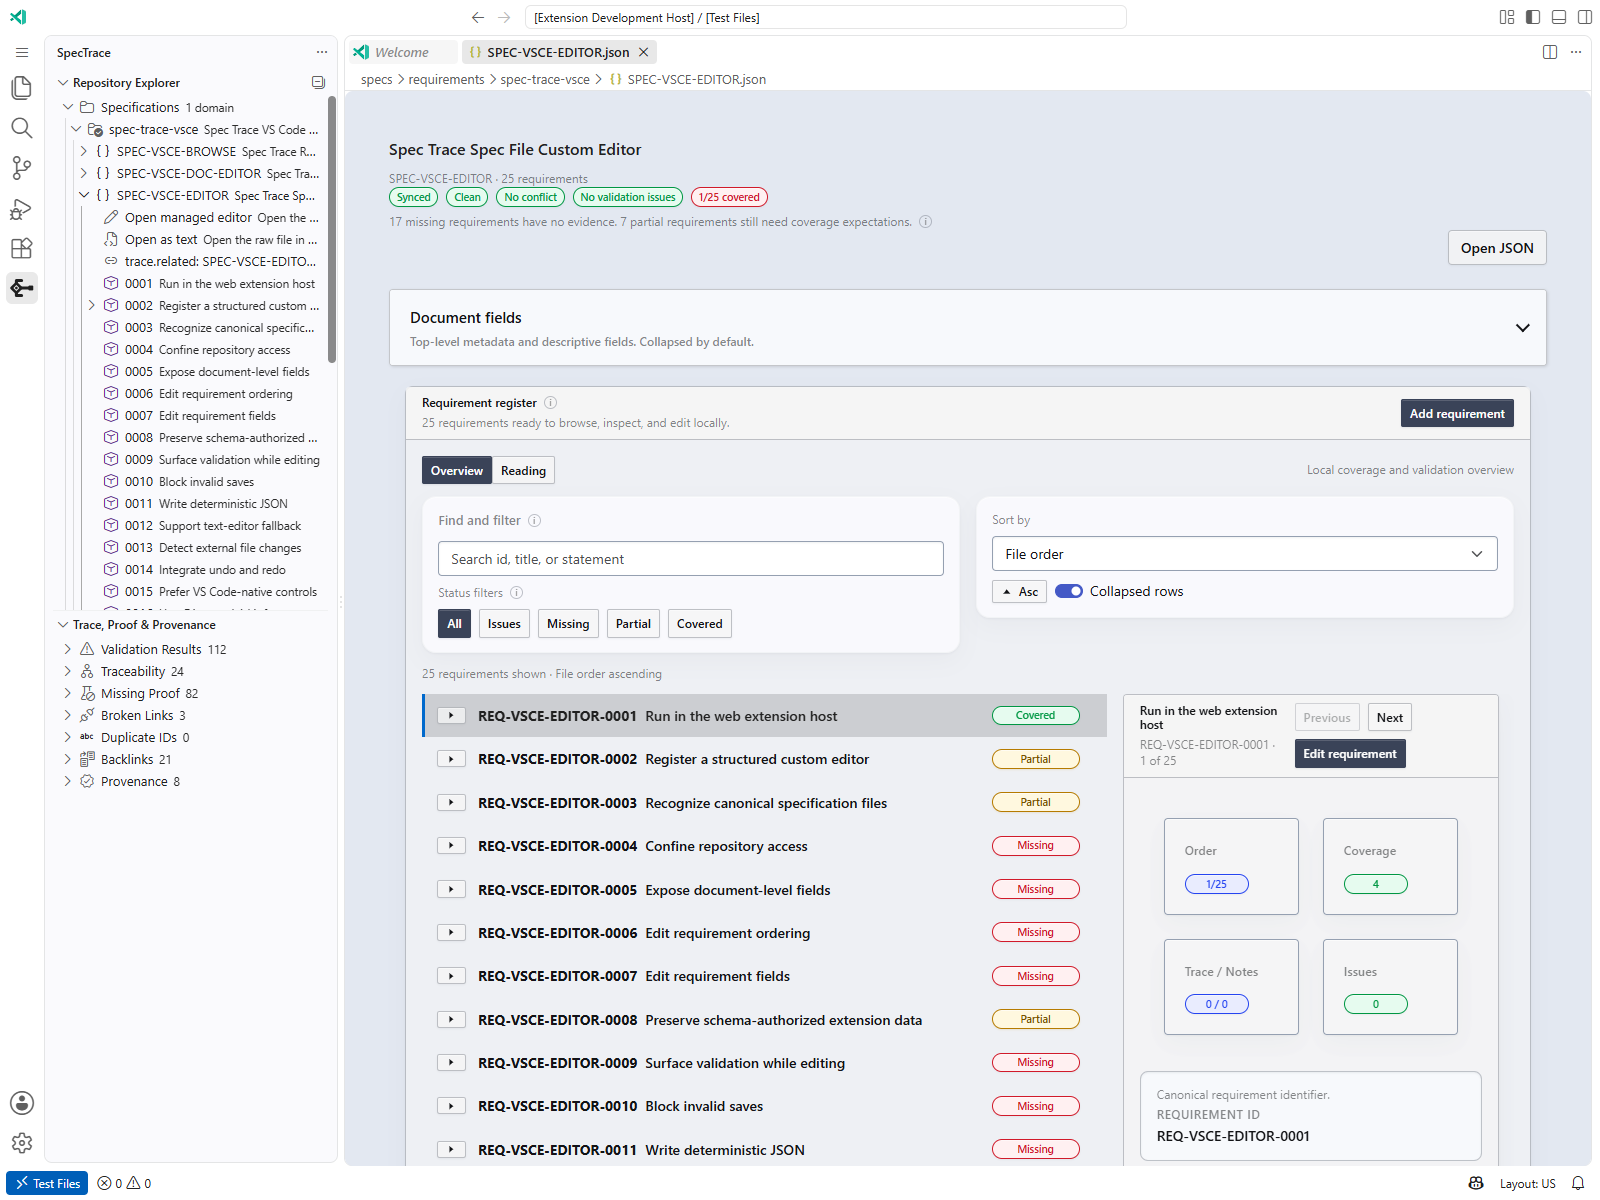 [Extension Development Host] / [Test Files]
SpecTrace
Repository Explorer
Specifications 1 domain
spec-trace-vsce Spec Trace VS Code ...
SPEC-VSCE-BROWSE Spec Trace R...
SPEC-VSCE-DOC-EDITOR Spec Tra...
SPEC-VSCE-EDITOR Spec Trace Sp...
Open managed editor Open the ...
Open as text Open the raw file in ...
trace.related: SPEC-VSCE-EDITO...
0001 Run in the web extension host
0002 Register a structured custom ...
0003 Recognize canonical specific...
0004 Confine repository access
0005 Expose document-level fields
0006 Edit requirement ordering
0007 Edit requirement fields
0008 Preserve schema-authorized ...
0009 Surface validation while editing
0010 Block invalid saves
0011 Write deterministic JSON
0012 Support text-editor fallback
0013 Detect external file changes
0014 Integrate undo and redo
0015 Prefer VS Code-native controls
Trace, Proof & Provenance
Validation Results 112
Traceability 24
Missing Proof 82
Broken Links 3
abc Duplicate IDs 0
Backlinks 21
Provenance 8
Welcome
{} SPEC-VSCE-EDITOR.json
specs > requirements > spec-trace-vsce > {} SPEC-VSCE-EDITOR.json
Spec Trace Spec File Custom Editor
SPEC-VSCE-EDITOR · 25 requirements
Synced
Clean
No conflict
No validation issues
1/25 covered
17 missing requirements have no evidence. 7 partial requirements still need coverage expectations.
Open JSON
Document fields
Top-level metadata and descriptive fields. Collapsed by default.
Requirement register
25 requirements ready to browse, inspect, and edit locally.
Add requirement
Overview
Reading
Local coverage and validation overview
Find and filter
Search id, title, or statement
Status filters
All
Issues
Missing
Partial
Covered
Sort by
File order
Asc
Collapsed rows
25 requirements shown · File order ascending
REQ-VSCE-EDITOR-0001 Run in the web extension host Covered
REQ-VSCE-EDITOR-0002 Register a structured custom editor Partial
REQ-VSCE-EDITOR-0003 Recognize canonical specification files Partial
REQ-VSCE-EDITOR-0004 Confine repository access Missing
REQ-VSCE-EDITOR-0005 Expose document-level fields Missing
REQ-VSCE-EDITOR-0006 Edit requirement ordering Missing
REQ-VSCE-EDITOR-0007 Edit requirement fields Missing
REQ-VSCE-EDITOR-0008 Preserve schema-authorized extension data Partial
REQ-VSCE-EDITOR-0009 Surface validation while editing Missing
REQ-VSCE-EDITOR-0010 Block invalid saves Missing
REQ-VSCE-EDITOR-0011 Write deterministic JSON Missing
Run in the web extension
host
REQ-VSCE-EDITOR-0001 ·
1 of 25
Previous
Next
Edit requirement
Order
1/25
Coverage
4
Trace / Notes
0 / 0
Issues
0
Canonical requirement identifier.
REQUIREMENT ID
REQ-VSCE-EDITOR-0001
Test Files
0
0
Layout: US